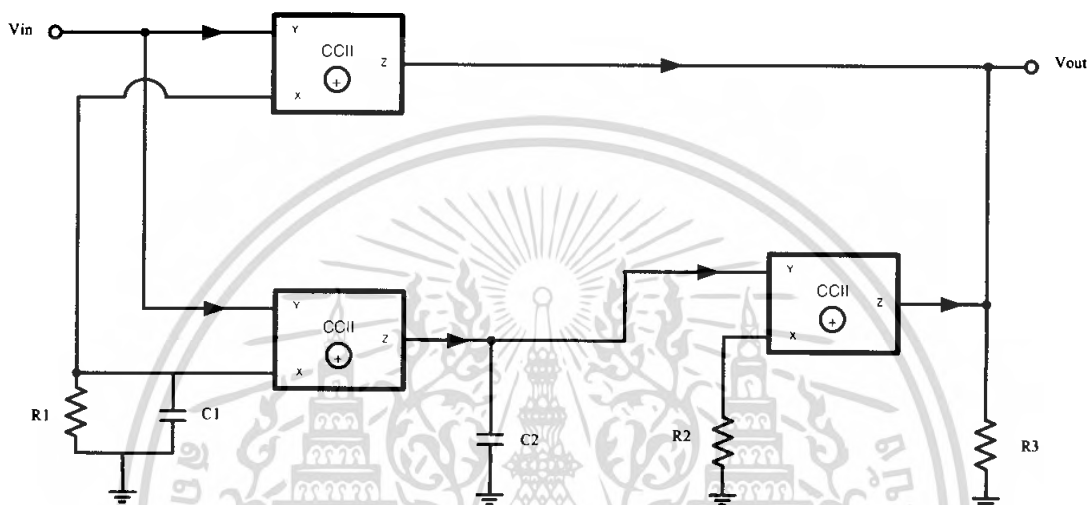 Vin
Y
CCII
+
Z
X
Vout
Y
CCII
+
Z
X
Y
CCII
+
Z
X
R1
C1
C2
R2
R3